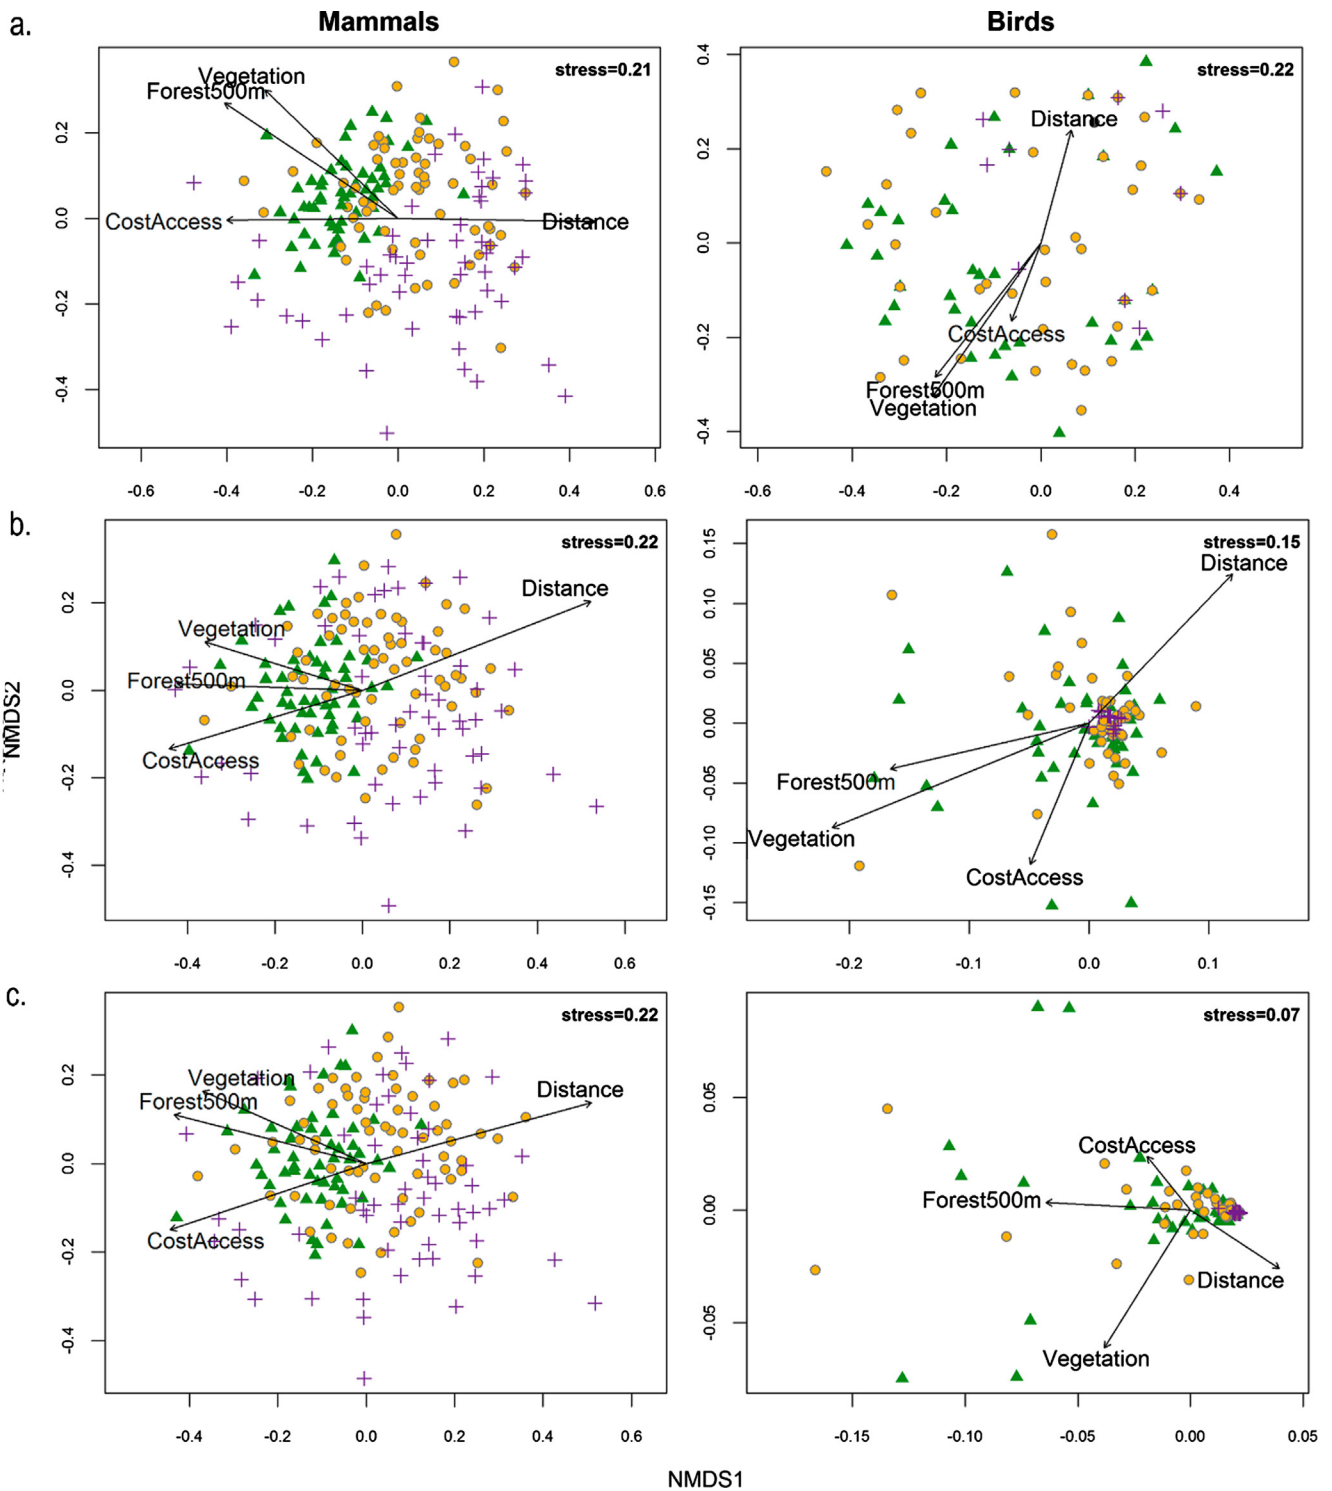 a.
Mammals
Birds
stress=0.21
Vegetation
Forest500m
CostAccess
Distance
0.2
0.0
-0.2
-0.4
-0.6
-0.4
-0.2
0.0
0.2
0.4
0.6
stress=0.22
Distance
CostAccess
Forest500m
Vegetation
0.4
0.2
0.0
-0.2
-0.4
-0.6
-0.4
-0.2
0.0
0.2
0.4
b.
stress=0.22
Distance
Vegetation
Forest500m
CostAccess
0.2
0.0
-0.2
-0.4
-0.4
-0.2
0.0
0.2
0.4
0.6
stress=0.15
Distance
Forest500m
Vegetation
CostAccess
0.15
0.10
0.05
0.00
-0.05
-0.10
-0.15
-0.2
-0.1
0.0
0.1
NMDS2
c.
stress=0.22
Vegetation
Distance
Forest500m
CostAccess
0.2
0.0
-0.2
-0.4
-0.4
-0.2
0.0
0.2
0.4
0.6
stress=0.07
CostAccess
Forest500m
Distance
Vegetation
0.05
0.00
-0.05
-0.15
-0.10
-0.05
0.00
0.05
NMDS1